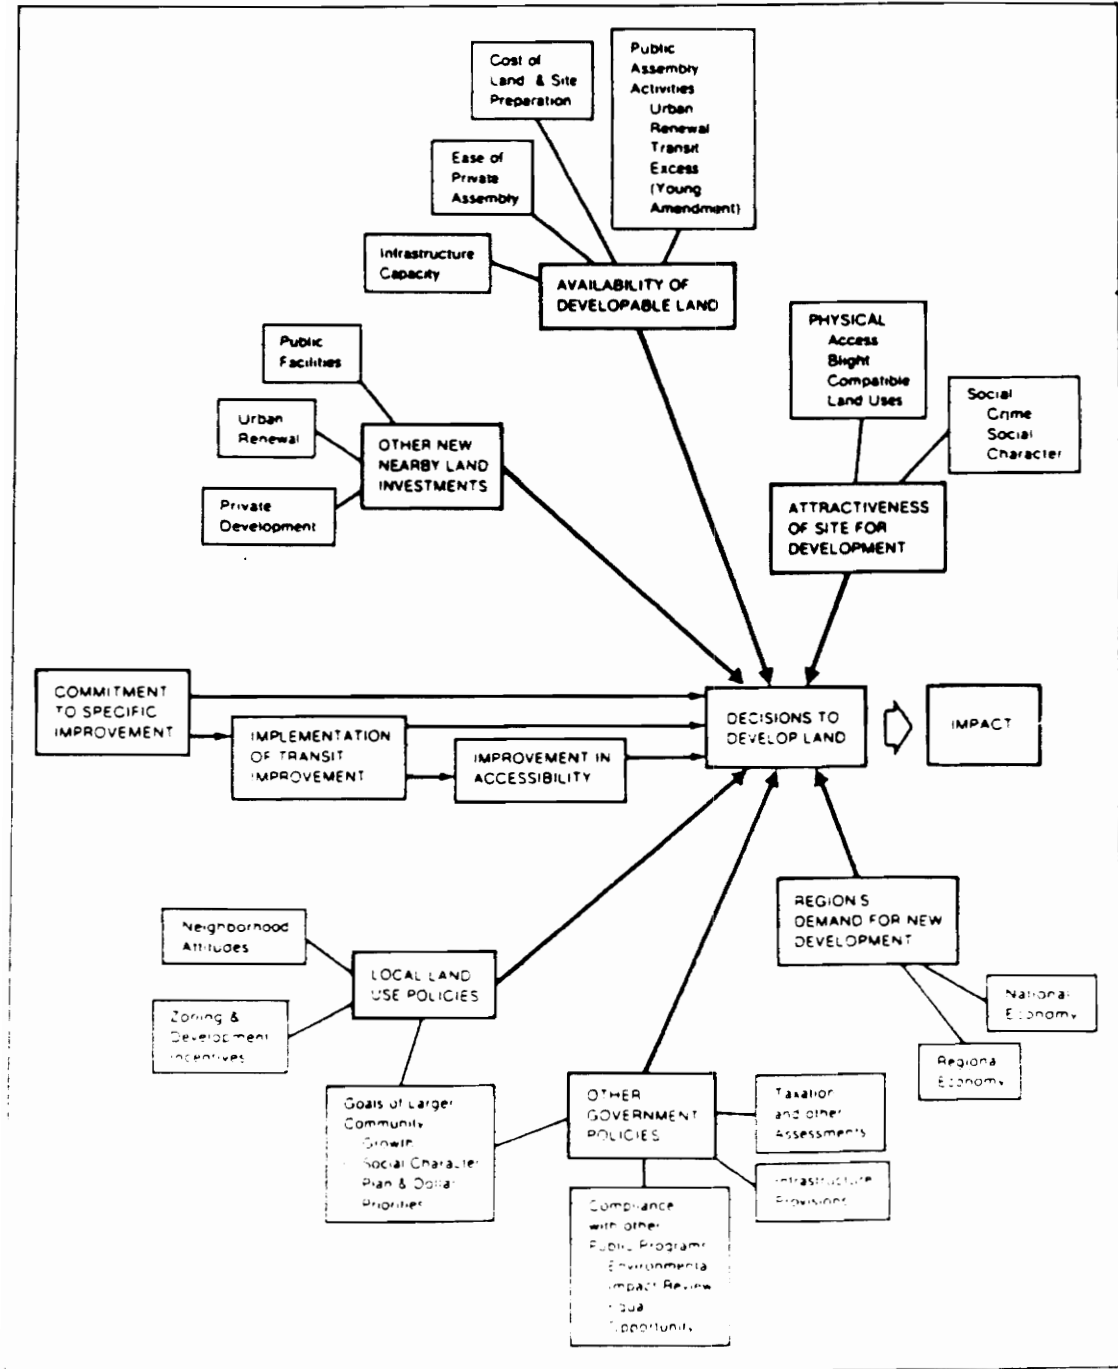 Cost of
Land & Site
Preparation
Public
Assembly
Activities
Urban
Renewal
Transit
Excess
(Young
Amendment)
Ease of
Private
Assembly
Infrastructure
Capacity
AVAILABILITY OF
DEVELOPABLE LAND
PHYSICAL
Access
Blight
Compatible
Land Uses
Social
Crime
Social
Character
Public
Facilities
Urban
Renewal
Private
Development
OTHER NEW
NEARBY LAND
INVESTMENTS
ATTRACTIVENESS
OF SITE FOR
DEVELOPMENT
COMMITMENT
TO SPECIFIC
IMPROVEMENT
IMPLEMENTATION
OF TRANSIT
IMPROVEMENT
IMPROVEMENT IN
ACCESSIBILITY
DECISIONS TO
DEVELOP LAND
IMPACT
REGIONS
DEMAND FOR NEW
DEVELOPMENT
Neighborhood
Attitudes
LOCAL LAND
USE POLICIES
Zoning &
Development
Incentives
National
Economy
Regional
Economy
Goals of Larger
Community
Growth
Social Character
Plan & Dollar
Priorities
OTHER
GOVERNMENT
POLICIES
Taxation
and other
Assessments
Infrastructure
Provisions
Compliance
with other
Public Programs
Environmental
Impact Review
Equal
Opportunity